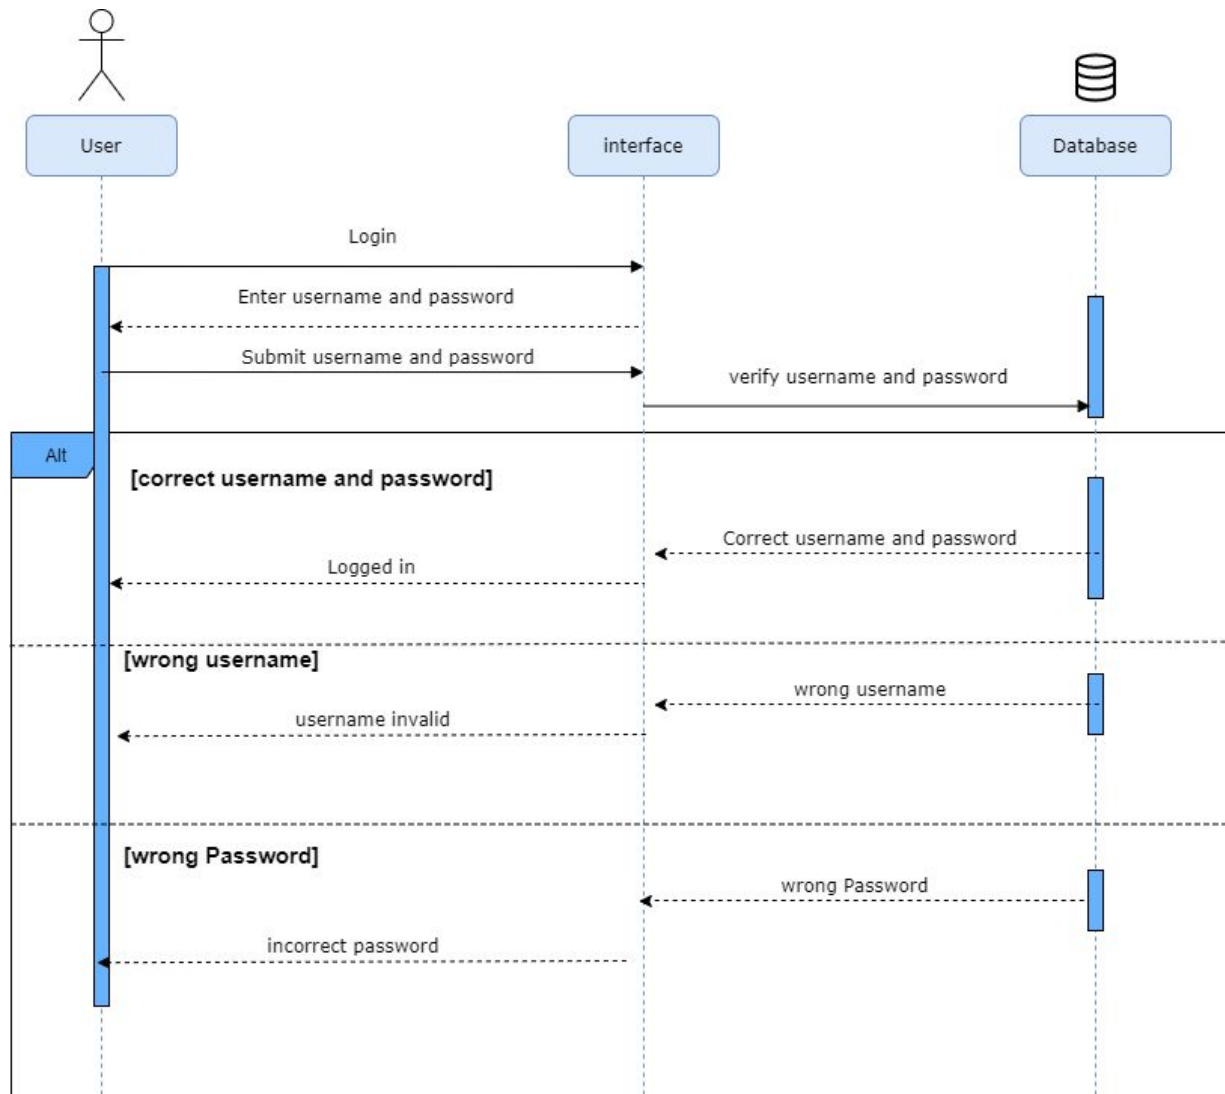 User
interface
Database
Login
Enter username and password
Submit username and password
verify username and password
Alt
[correct username and password]
Correct username and password
Logged in
[wrong username]
wrong username
username invalid
[wrong Password]
wrong Password
incorrect password